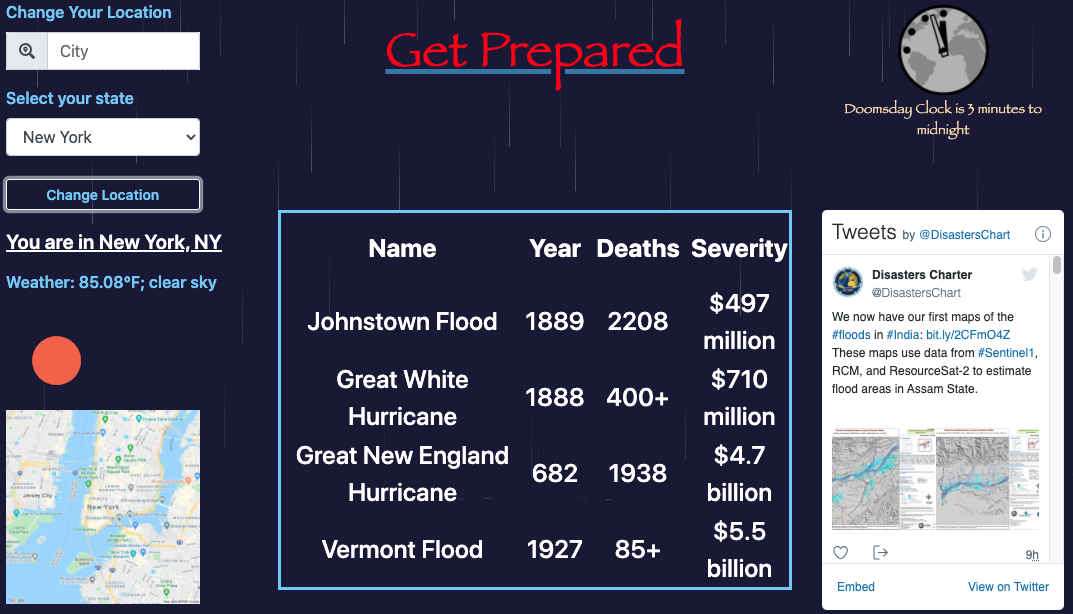 Change Your Location
City
Select your state
New York
Change Location
You are in New York, NY
Weather: 85.08°F; clear sky
Jersey City
New York
Get Prepared
Doomsday Clock is 3 minutes to
midnight
Name Year Deaths Severity
Johnstown Flood 1889 2208 $497
million
Great White
Hurricane 1888 400+ $710
million
Great New England
Hurricane 682 1938 $4.7
billion
Vermont Flood 1927 85+ $5.5
billion
Tweets by @DisastersChart
Disasters Charter
@DisastersChart
We now have our first maps of the
#floods in #India: bit.ly/2CFmO4Z
These maps use data from #Sentinel1,
RCM, and ResourceSat-2 to estimate
flood areas in Assam State.
9h
Embed View on Twitter